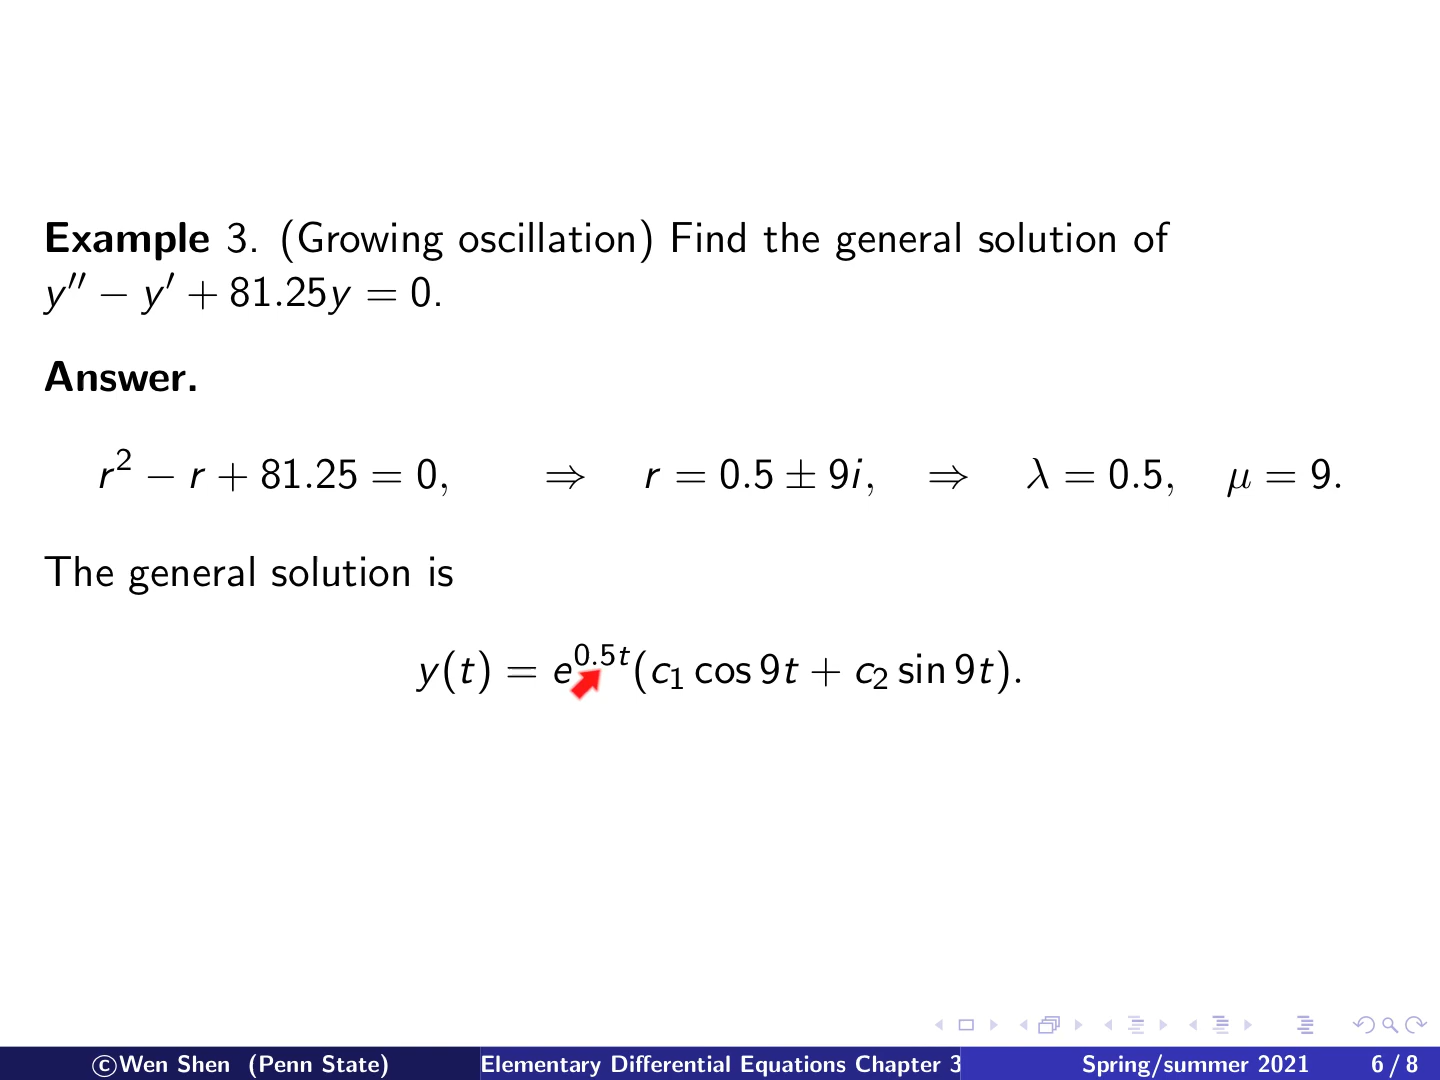 Example 3. (Growing oscillation) Find the general solution of
y′′ − y′ + 81.25y = 0.
Answer.
r² − r + 81.25 = 0, ⇒ r = 0.5 ± 9i, ⇒ λ = 0.5, μ = 9.
The general solution is
y(t) = e^{0.5t}(c₁ cos 9t + c₂ sin 9t).
©Wen Shen (Penn State) Elementary Differential Equations Chapter 3 Spring/summer 2021 6 / 8